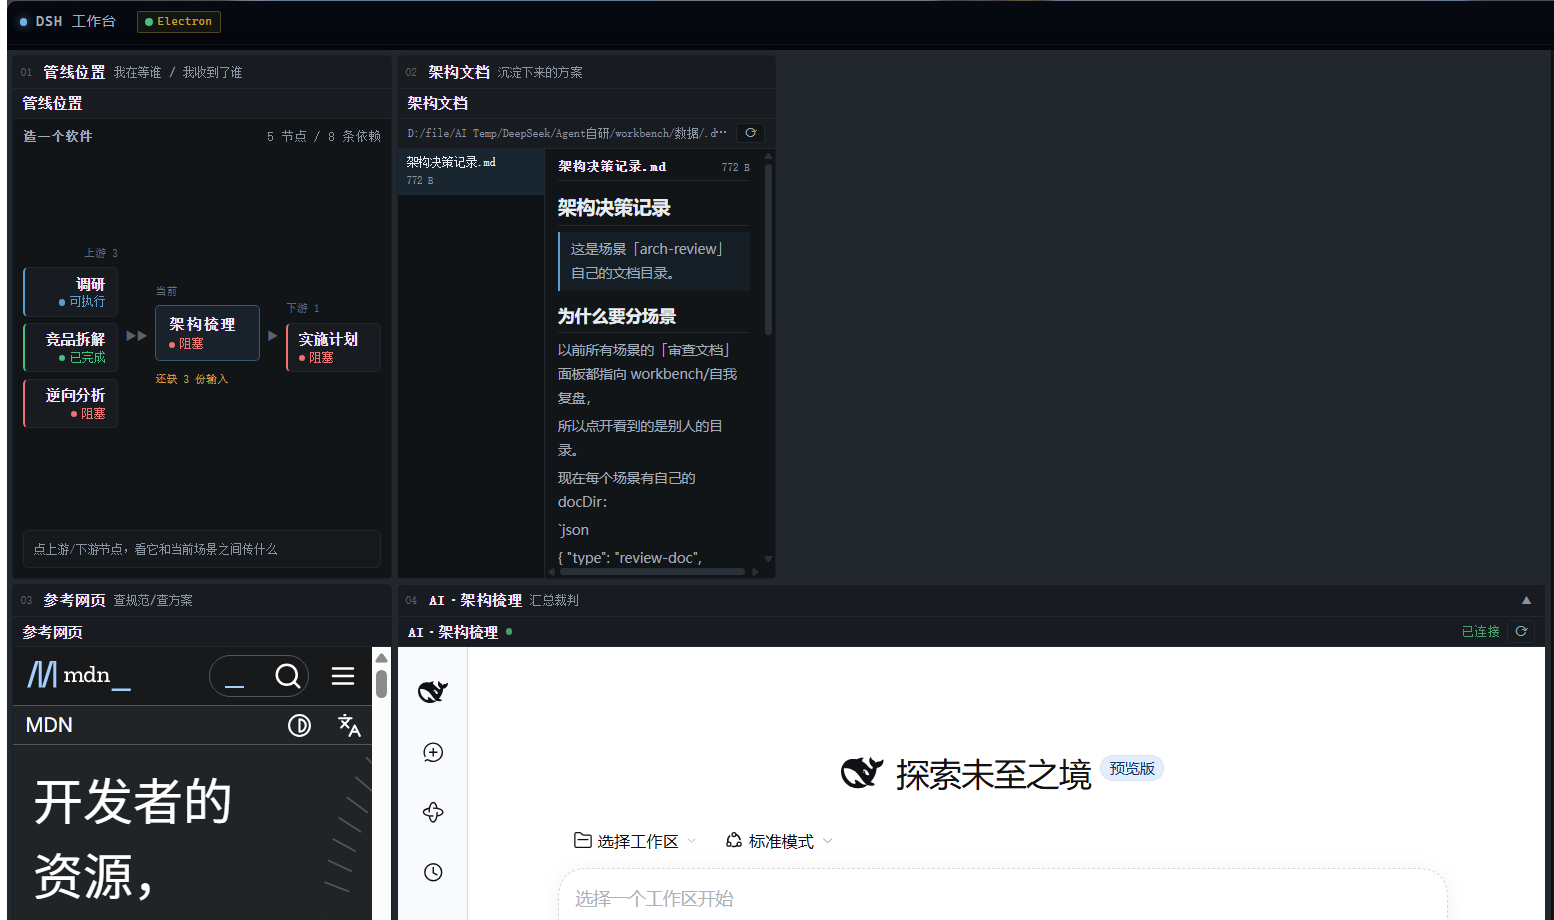 DSH 工作台
Electron
01 管线位置 我在等谁 / 我收到了谁
管线位置
造一个软件
5 节点 / 8 条依赖
上游 3
调研
可执行
竞品拆解
已完成
逆向分析
阻塞
当前
架构梳理
阻塞
还缺 3 份输入
下游 1
实施计划
阻塞
点上游/下游节点，看它和当前场景之间传什么
02 架构文档 沉淀下来的方案
架构文档
D:/file/AI Temp/DeepSeek/Agent自研/workbench/数据/.d…
架构决策记录.md
772 B
架构决策记录.md 772 B
架构决策记录
这是场景「arch-review」
自己的文档目录。
为什么要分场景
以前所有场景的「审查文档」
面板都指向 workbench/自我
复盘，
所以点开看到的是别人的目
录。
现在每个场景有自己的
docDir：
`json
{ "type": "review-doc",
03 参考网页 查规范/查方案
参考网页
mdn_
MDN
开发者的
资源，
04 AI · 架构梳理 汇总裁判
AI · 架构梳理
已连接
探索未至之境 预览版
选择工作区
标准模式
选择一个工作区开始